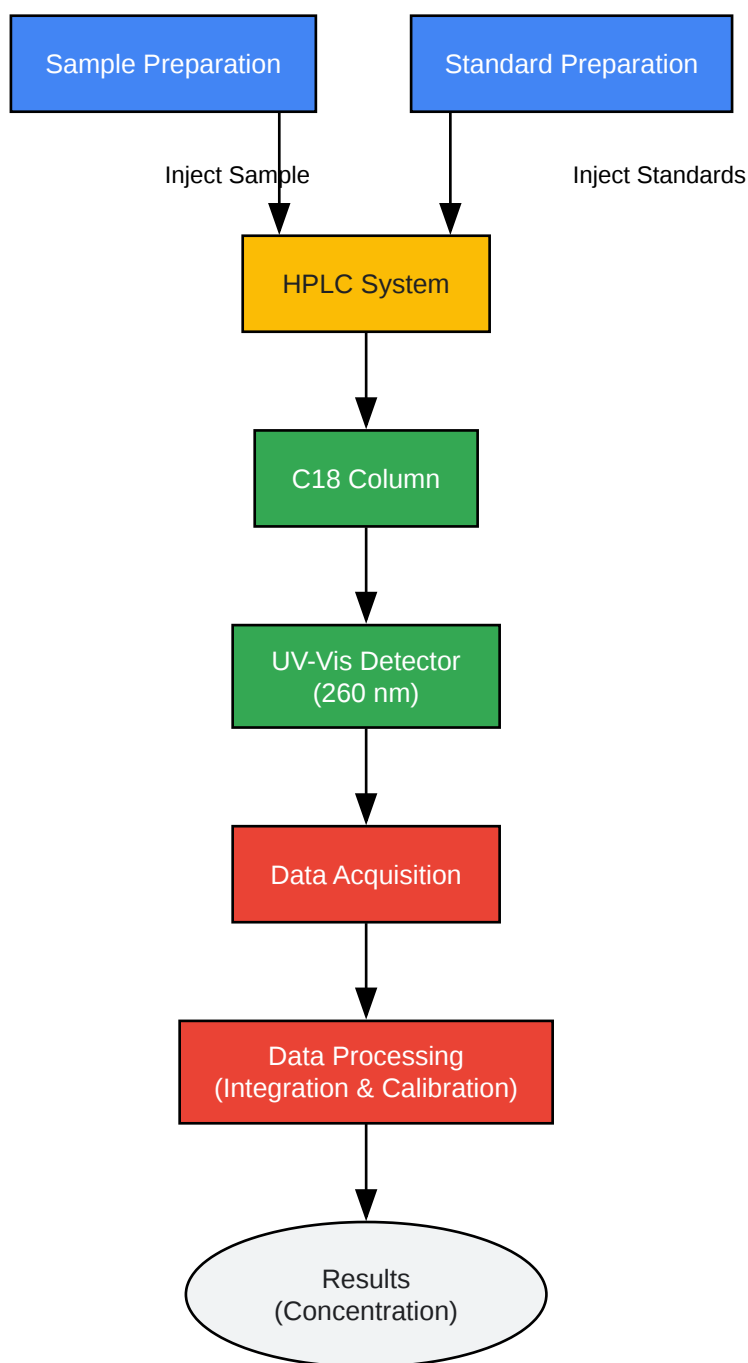 Sample Preparation
Standard Preparation
Inject Sample
Inject Standards
HPLC System
C18 Column
UV-Vis Detector
(260 nm)
Data Acquisition
Data Processing
(Integration & Calibration)
Results
(Concentration)